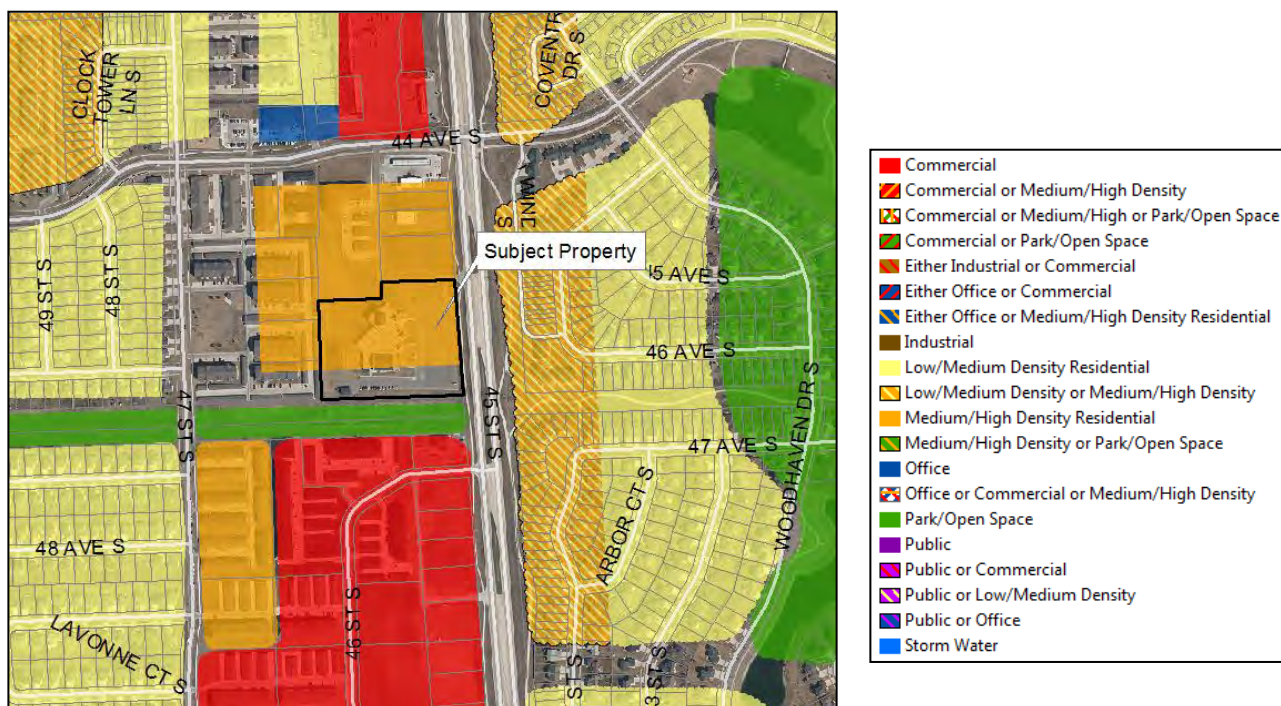 CLOCK
TOWER
LN S
COVENTRY
DR S
44 AVE S
S
49 ST S
48 ST S
47 ST S
Subject Property
45 AVE S
46 AVE S
45 ST S
47 AVE S
WOODHAVEN DR S
ARBOR CT S
48 AVE S
46 ST S
LAVONNE CT S
ST S
3 ST S
Commercial
Commercial or Medium/High Density
Commercial or Medium/High or Park/Open Space
Commercial or Park/Open Space
Either Industrial or Commercial
Either Office or Commercial
Either Office or Medium/High Density Residential
Industrial
Low/Medium Density Residential
Low/Medium Density or Medium/High Density
Medium/High Density Residential
Medium/High Density or Park/Open Space
Office
Office or Commercial or Medium/High Density
Park/Open Space
Public
Public or Commercial
Public or Low/Medium Density
Public or Office
Storm Water